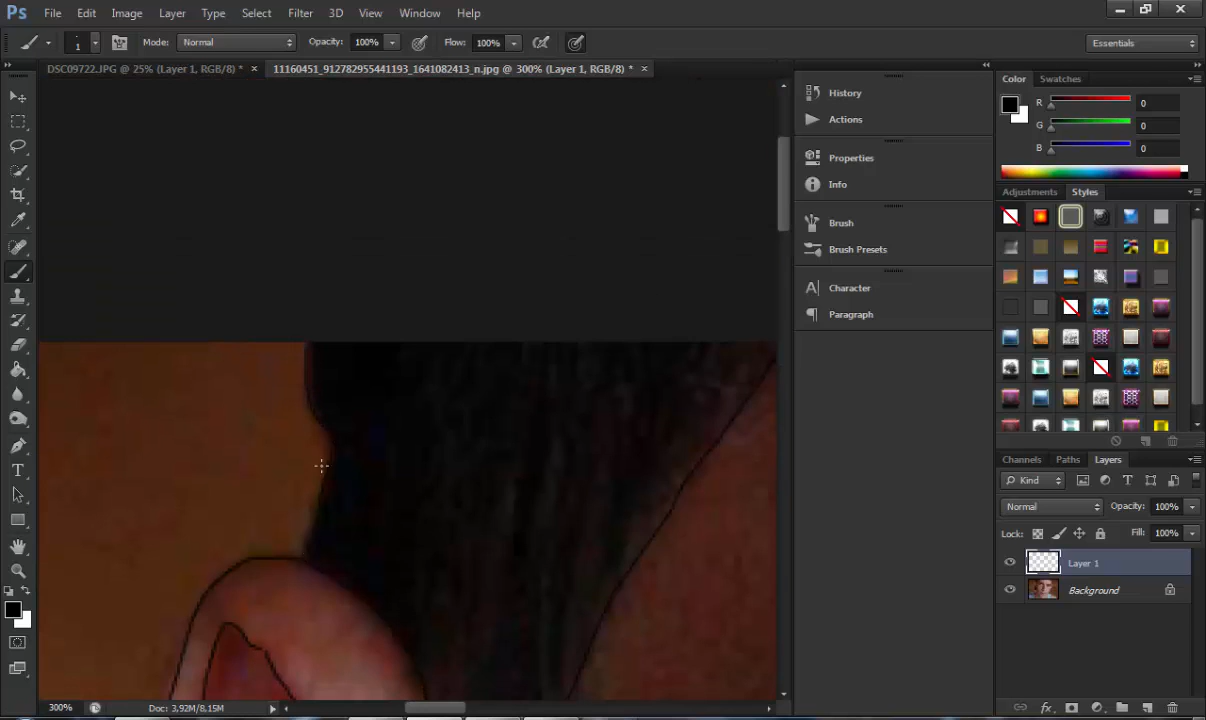 Ps File Edit Image Layer Type Select Filter 3D View Window Help
1 Mode: Normal Opacity: 100% Flow: 100% Essentials
DSC09722.JPG @ 25% (Layer 1, RGB/8) * × 11160451_912782955441193_1641082413_n.jpg @ 300% (Layer 1, RGB/8) * ×
Color Swatches
R 0
G 0
B 0
History
Actions
Properties
Info
Brush
Brush Presets
Character
Paragraph
Adjustments Styles
Channels Paths Layers
Kind
Normal Opacity: 100%
Lock: Fill: 100%
Layer 1
Background
300% Doc: 3,92M/8,15M